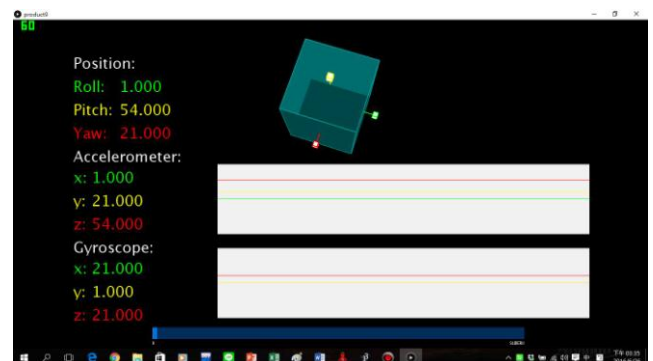 product6
60
Position:
Roll: 1.000
Pitch: 54.000
Yaw: 21.000
Accelerometer:
x: 1.000
y: 21.000
z: 54.000
Gyroscope:
x: 21.000
y: 1.000
z: 21.000